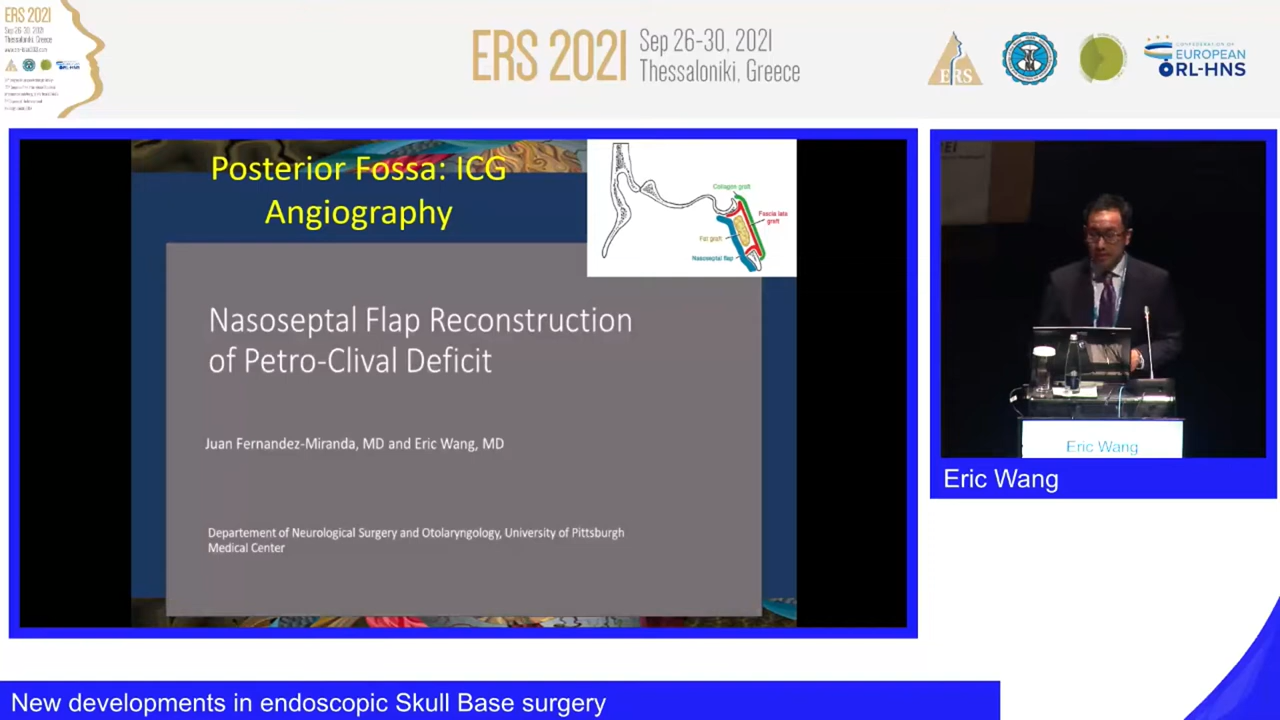 ERS 2021
Sep 26-30, 2021
Thessaloniki, Greece
ERS 2021
Sep 26-30, 2021
Thessaloniki, Greece
ERS
CONFEDERATION OF
EUROPEAN
ORL-HNS
Posterior Fossa: ICG
Angiography
Collagen graft
Fascia lata
graft
Fat graft
Nasoseptal flap
Nasoseptal Flap Reconstruction
of Petro-Clival Deficit
Juan Fernandez-Miranda, MD and Eric Wang, MD
Departement of Neurological Surgery and Otolaryngology, University of Pittsburgh
Medical Center
Eric Wang
Eric Wang
New developments in endoscopic Skull Base surgery